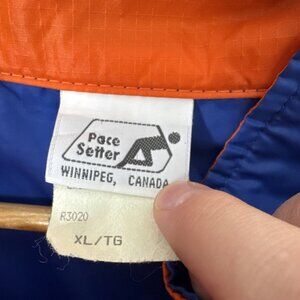 Pace
Setter
WINNIPEG, CANADA
R3020
XL/TG